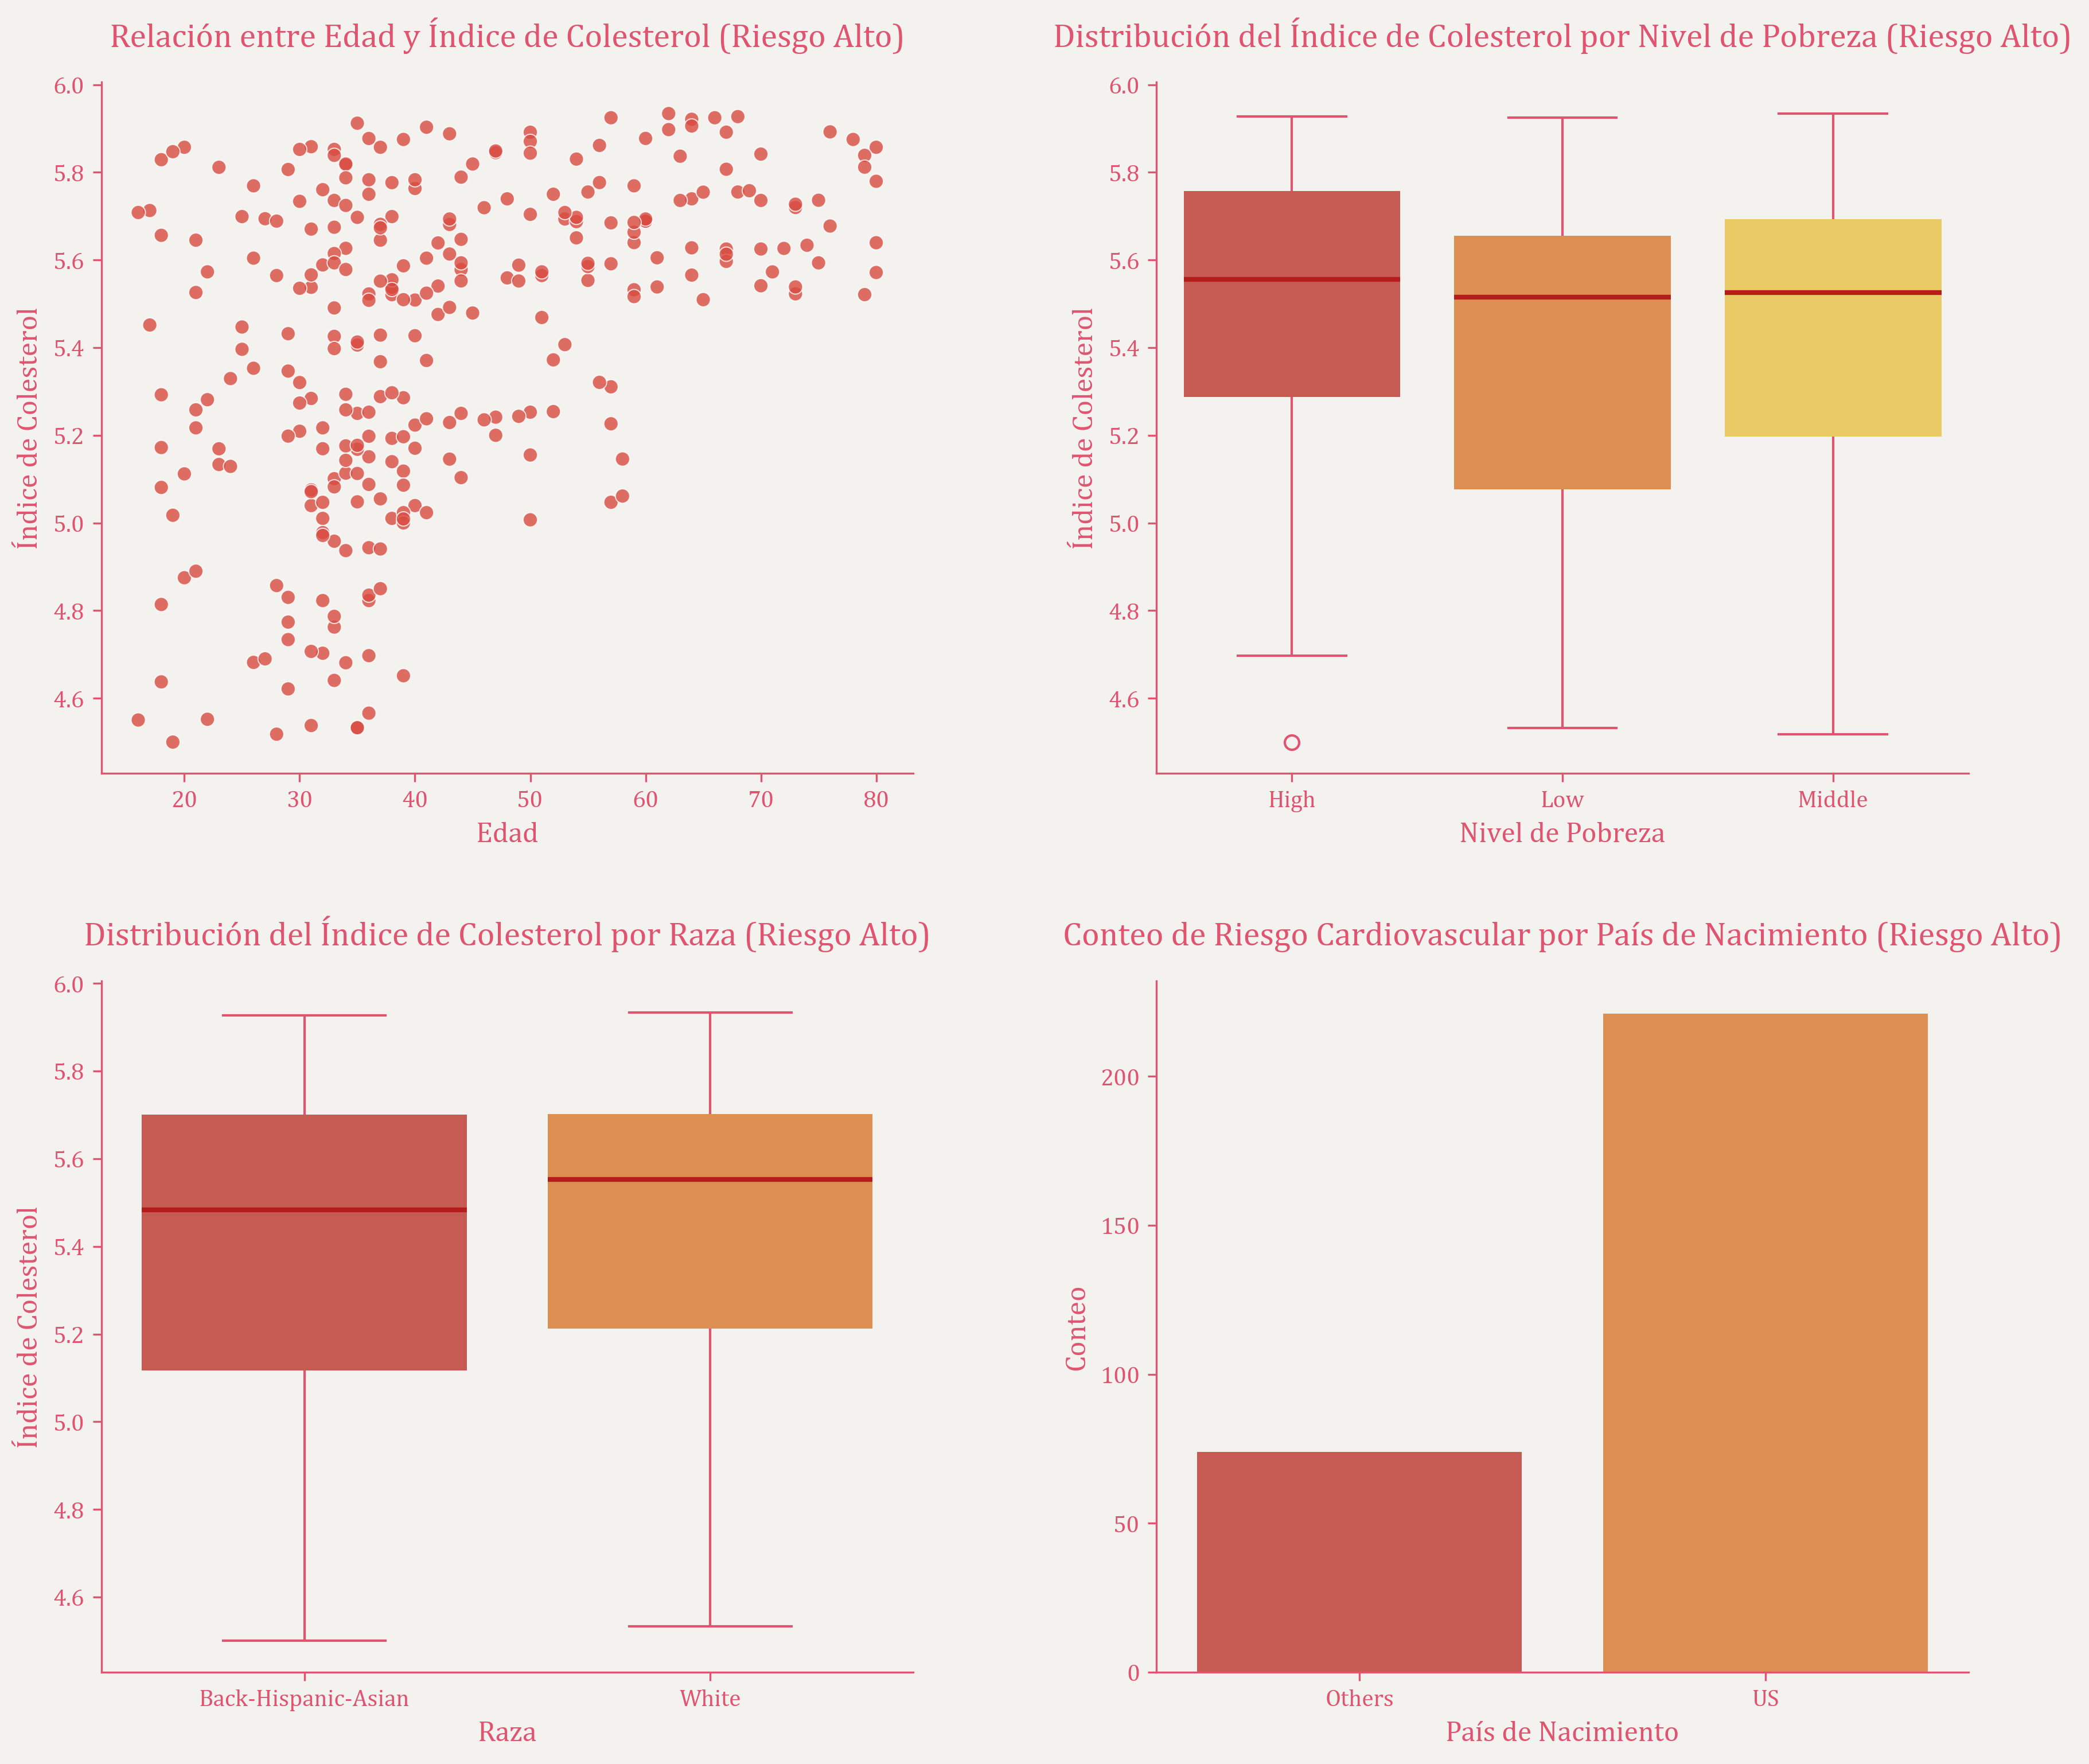 Relación entre Edad y Índice de Colesterol (Riesgo Alto)
Índice de Colesterol
6.0
5.8
5.6
5.4
5.2
5.0
4.8
4.6
20 30 40 50 60 70 80
Edad
Distribución del Índice de Colesterol por Nivel de Pobreza (Riesgo Alto)
Índice de Colesterol
6.0
5.8
5.6
5.4
5.2
5.0
4.8
4.6
High Low Middle
Nivel de Pobreza
Distribución del Índice de Colesterol por Raza (Riesgo Alto)
Índice de Colesterol
6.0
5.8
5.6
5.4
5.2
5.0
4.8
4.6
Back-Hispanic-Asian White
Raza
Conteo de Riesgo Cardiovascular por País de Nacimiento (Riesgo Alto)
Conteo
200
150
100
50
0
Others US
País de Nacimiento